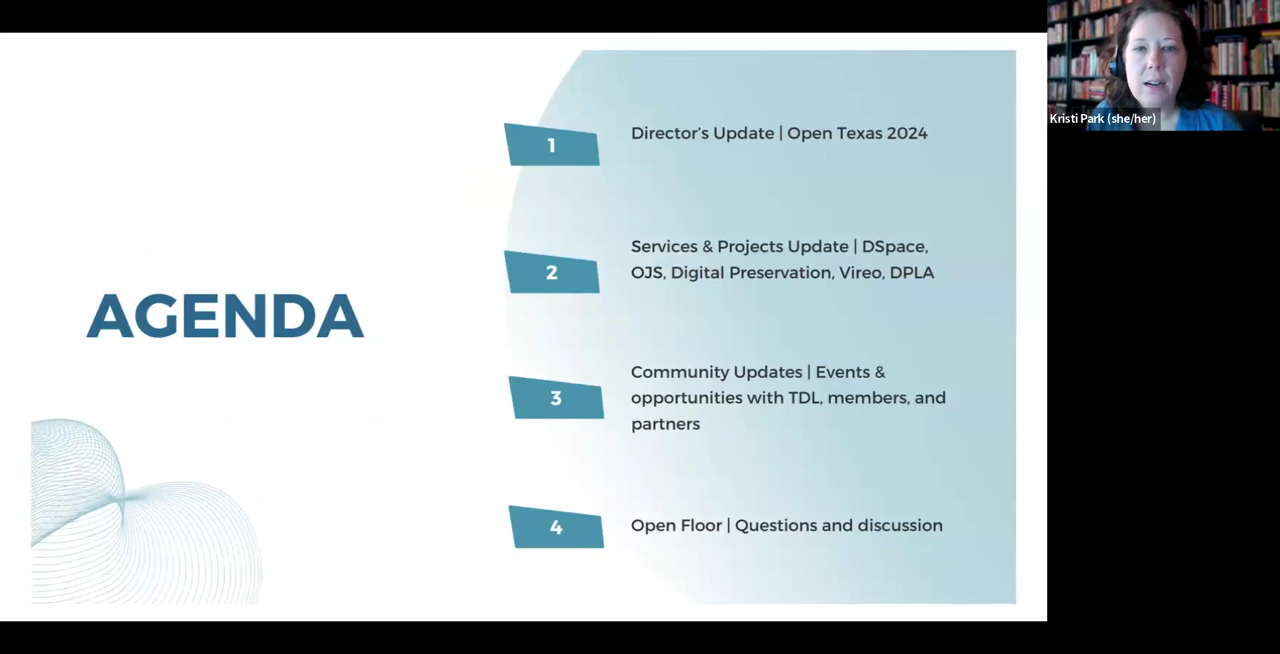 Kristi Park (she/her)
AGENDA
1
Director’s Update | Open Texas 2024
2
Services & Projects Update | DSpace,
OJS, Digital Preservation, Vireo, DPLA
3
Community Updates | Events &
opportunities with TDL, members, and
partners
4
Open Floor | Questions and discussion